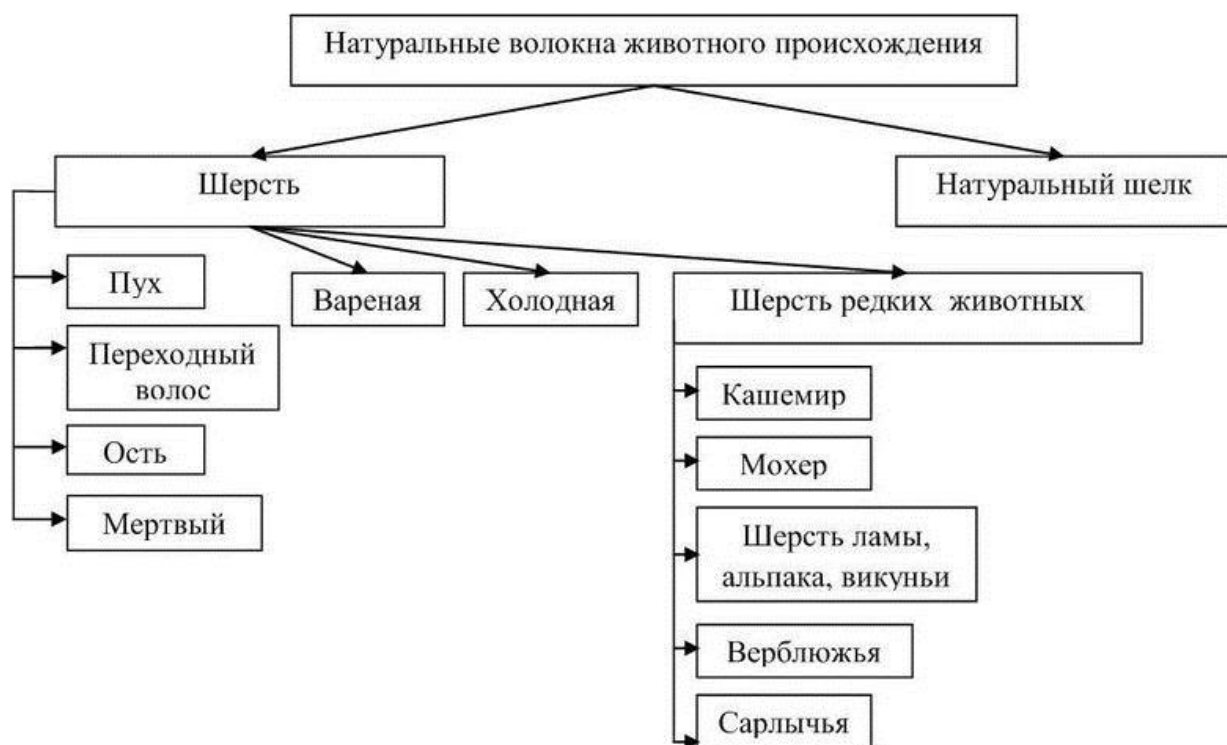 Натуральные волокна животного происхождения
Шерсть
Натуральный шелк
Пух
Вареная
Холодная
Шерсть редких животных
Переходный
волос
Кашемир
Ость
Мохер
Мертвый
Шерсть ламы,
альпака, викуньи
Верблюжья
Сарлычья